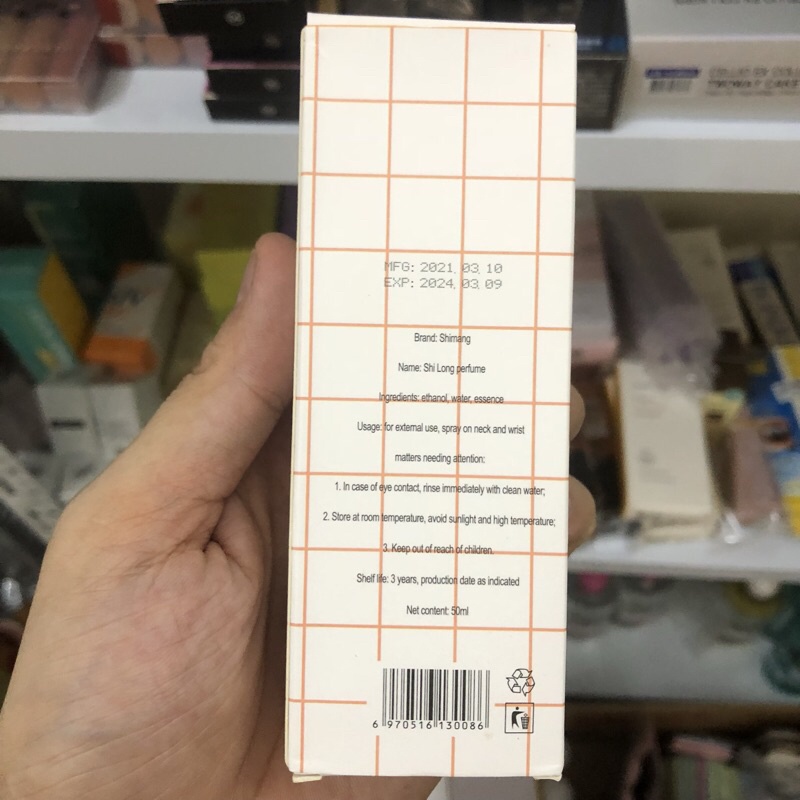 MFG: 2021. 03. 10
EXP: 2024. 03. 09
Brand: Shimang
Name: Shi Long perfume
Ingredients: ethanol, water, essence
Usage: for external use, spray on neck and wrist
matters needing attention:
1. In case of eye contact, rinse immediately with clean water;
2. Store at room temperature, avoid sunlight and high temperature;
3. Keep out of reach of children.
Shelf life: 3 years, production date as indicated
Net content: 50ml
6 970516 130086